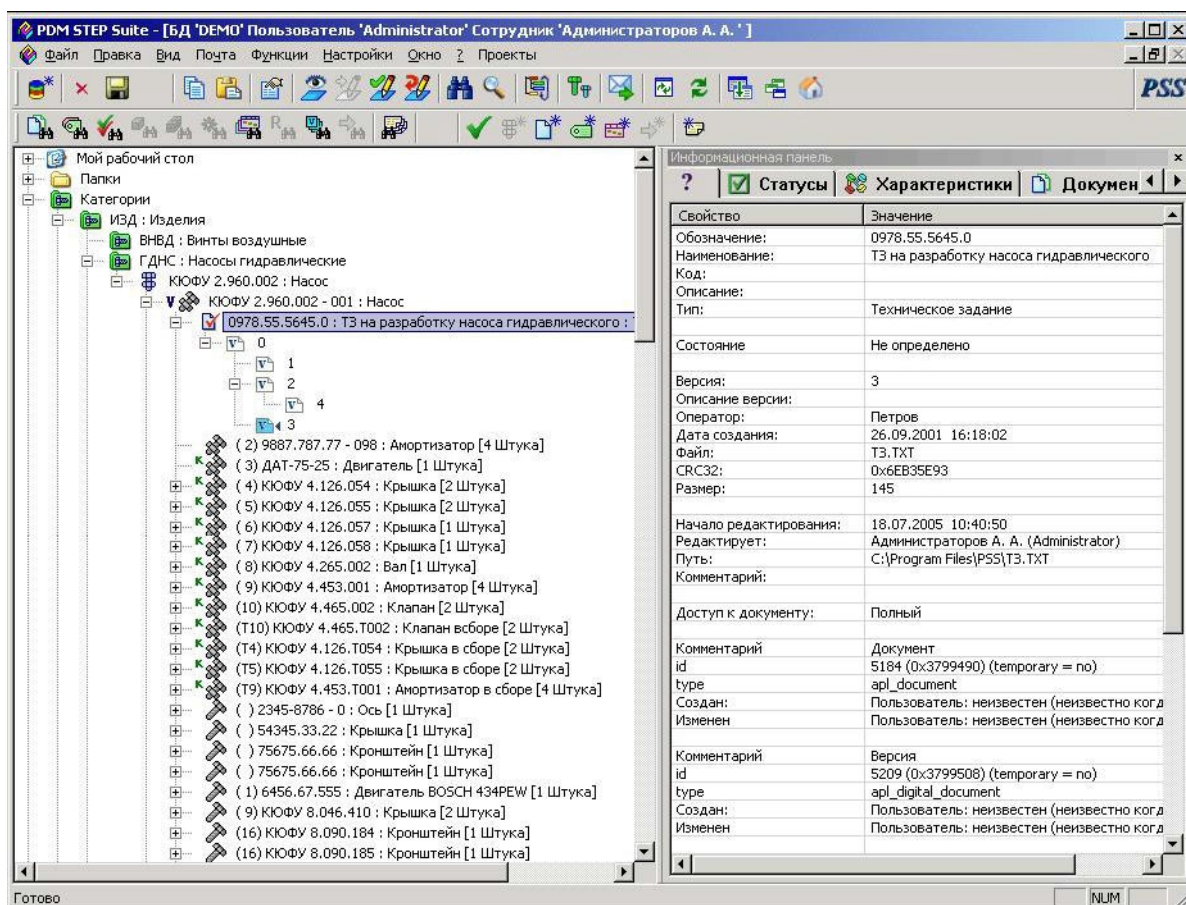 PDM STEP Suite - [БД 'DEMO' Пользователь 'Administrator' Сотрудник 'Администраторов А. А. ' ]
Файл Правка Вид Почта Функции Настройки Окно ? Проекты
PSS
Мой рабочий стол
Папки
Категории
ИЗД : Изделия
ВНВД : Винты воздушные
ГДНС : Насосы гидравлические
КЮФУ 2.960.002 : Насос
КЮФУ 2.960.002 - 001 : Насос
0978.55.5645.0 : ТЗ на разработку насоса гидравлического :
0
1
2
4
3
( 2) 9887.787.77 - 098 : Амортизатор [4 Штука]
( 3) ДАТ-75-25 : Двигатель [1 Штука]
( 4) КЮФУ 4.126.054 : Крышка [2 Штука]
( 5) КЮФУ 4.126.055 : Крышка [2 Штука]
( 6) КЮФУ 4.126.057 : Крышка [1 Штука]
( 7) КЮФУ 4.126.058 : Крышка [1 Штука]
( 8) КЮФУ 4.265.002 : Вал [1 Штука]
( 9) КЮФУ 4.453.001 : Амортизатор [4 Штука]
(10) КЮФУ 4.465.002 : Клапан [2 Штука]
(Т10) КЮФУ 4.465.Т002 : Клапан всборе [2 Штука]
(Т4) КЮФУ 4.126.Т054 : Крышка в сборе [2 Штука]
(Т5) КЮФУ 4.126.Т055 : Крышка в сборе [2 Штука]
(Т9) КЮФУ 4.453.Т001 : Амортизатор в сборе [4 Штука]
( ) 2345-8786 - 0 : Ось [1 Штука]
( ) 54345.33.22 : Крышка [1 Штука]
( ) 75675.66.66 : Кронштейн [1 Штука]
( ) 75675.66.66 : Кронштейн [1 Штука]
( 1) 6456.67.555 : Двигатель BOSCH 434PEW [1 Штука]
( 9) КЮФУ 8.046.410 : Крышка [2 Штука]
(16) КЮФУ 8.090.184 : Кронштейн [1 Штука]
(16) КЮФУ 8.090.185 : Кронштейн [1 Штука]
Информационная панель
? Статусы Характеристики Докумен
Свойство Значение
Обозначение: 0978.55.5645.0
Наименование: ТЗ на разработку насоса гидравлического
Код:
Описание:
Тип: Техническое задание
Состояние Не определено
Версия: 3
Описание версии:
Оператор: Петров
Дата создания: 26.09.2001 16:18:02
Файл: ТЗ.TXT
CRC32: 0x6EB35E93
Размер: 145
Начало редактирования: 18.07.2005 10:40:50
Редактирует: Администраторов А. А. (Administrator)
Путь: C:\Program Files\PSS\ТЗ.TXT
Комментарий:
Доступ к документу: Полный
Комментарий Документ
id 5184 (0x3799490) (temporary = no)
type apl_document
Создан: Пользователь: неизвестен (неизвестно когд
Изменен Пользователь: неизвестен (неизвестно когд
Комментарий Версия
id 5209 (0x3799508) (temporary = no)
type apl_digital_document
Создан: Пользователь: неизвестен (неизвестно когд
Изменен Пользователь: неизвестен (неизвестно когд
Готово
NUM